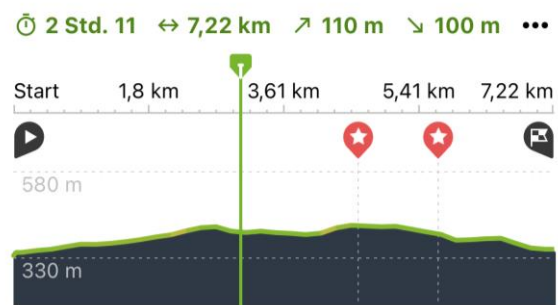 2 Std. 11 ↔ 7,22 km ↗ 110 m ↘ 100 m •••
Start 1,8 km 3,61 km 5,41 km 7,22 km
580 m
330 m